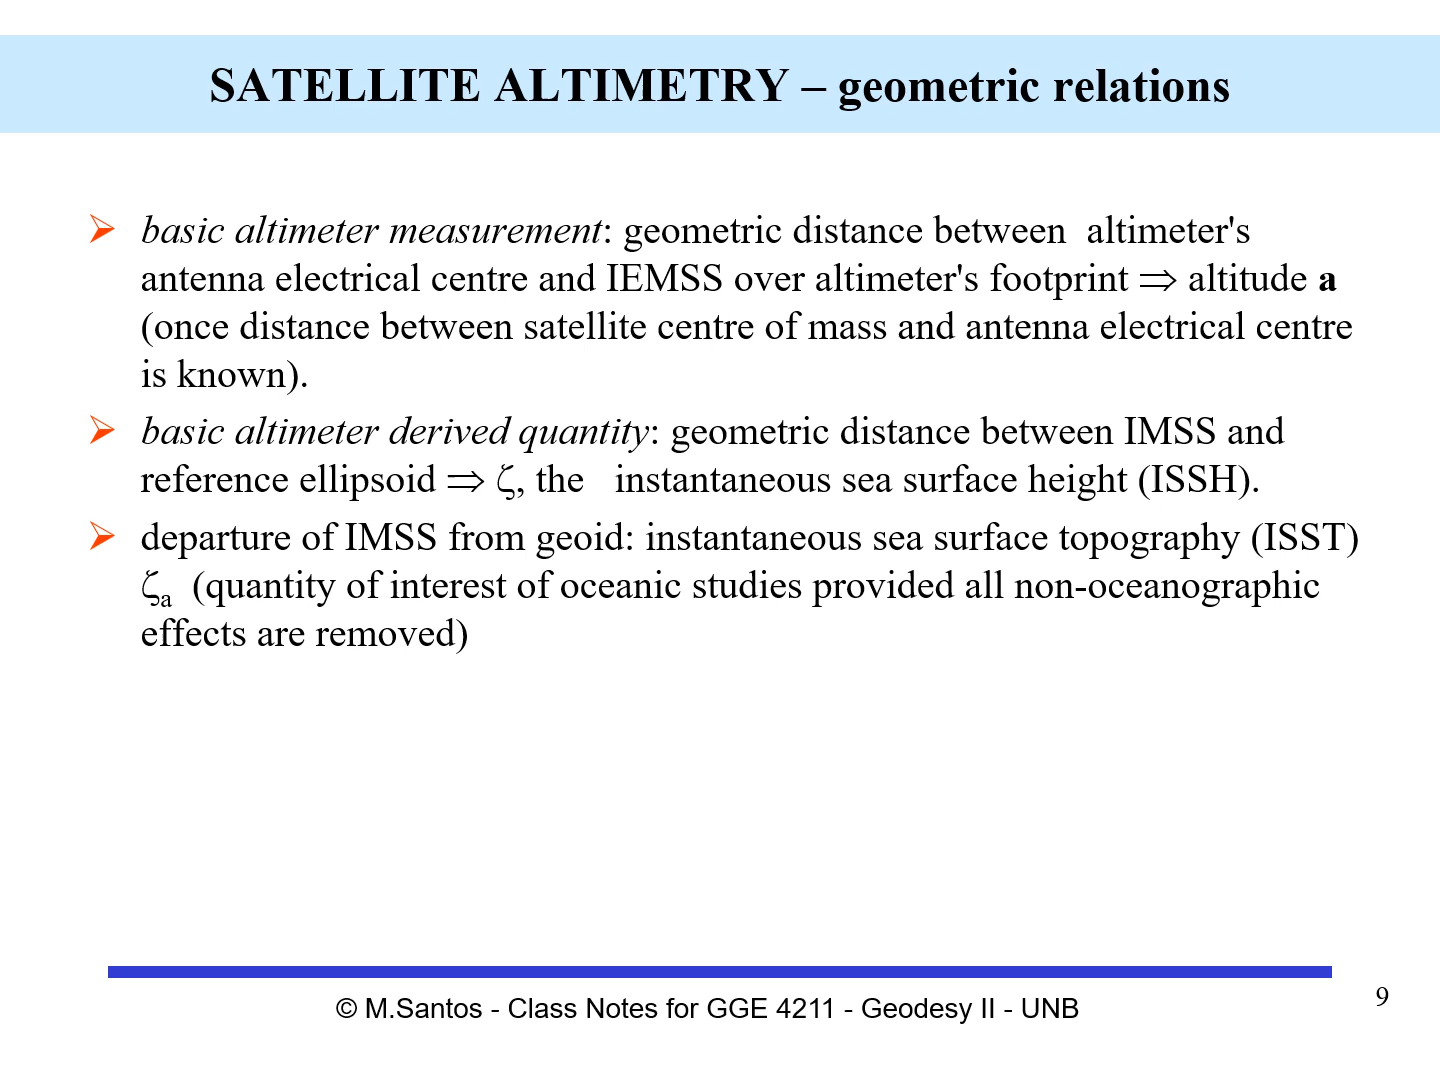 SATELLITE ALTIMETRY – geometric relations
➢ basic altimeter measurement: geometric distance between altimeter's
antenna electrical centre and IEMSS over altimeter's footprint ⇒ altitude a
(once distance between satellite centre of mass and antenna electrical centre
is known).
➢ basic altimeter derived quantity: geometric distance between IMSS and
reference ellipsoid ⇒ ζ, the instantaneous sea surface height (ISSH).
➢ departure of IMSS from geoid: instantaneous sea surface topography (ISST)
ζa (quantity of interest of oceanic studies provided all non-oceanographic
effects are removed)
© M.Santos - Class Notes for GGE 4211 - Geodesy II - UNB
9